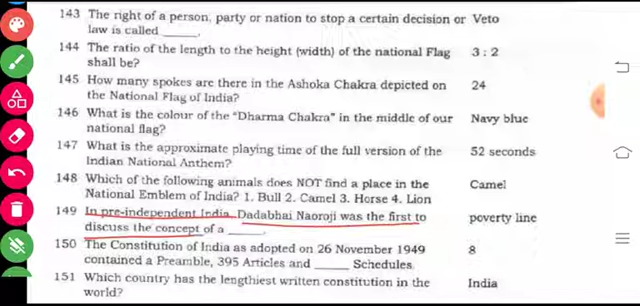 143 The right of a person, party or nation to stop a certain decision or Veto
law is called _____.
144 The ratio of the length to the height (width) of the national Flag 3 : 2
shall be?
145 How many spokes are there in the Ashoka Chakra depicted on 24
the National Flag of India?
146 What is the colour of the "Dharma Chakra" in the middle of our Navy blue
national flag?
147 What is the approximate playing time of the full version of the 52 seconds
Indian National Anthem?
148 Which of the following animals does NOT find a place in the Camel
National Emblem of India? 1. Bull 2. Camel 3. Horse 4. Lion
149 In pre-independent India, Dadabhai Naoroji was the first to poverty line
discuss the concept of a _____.
150 The Constitution of India as adopted on 26 November 1949 8
contained a Preamble, 395 Articles and _____ Schedules.
151 Which country has the lengthiest written constitution in the India
world?